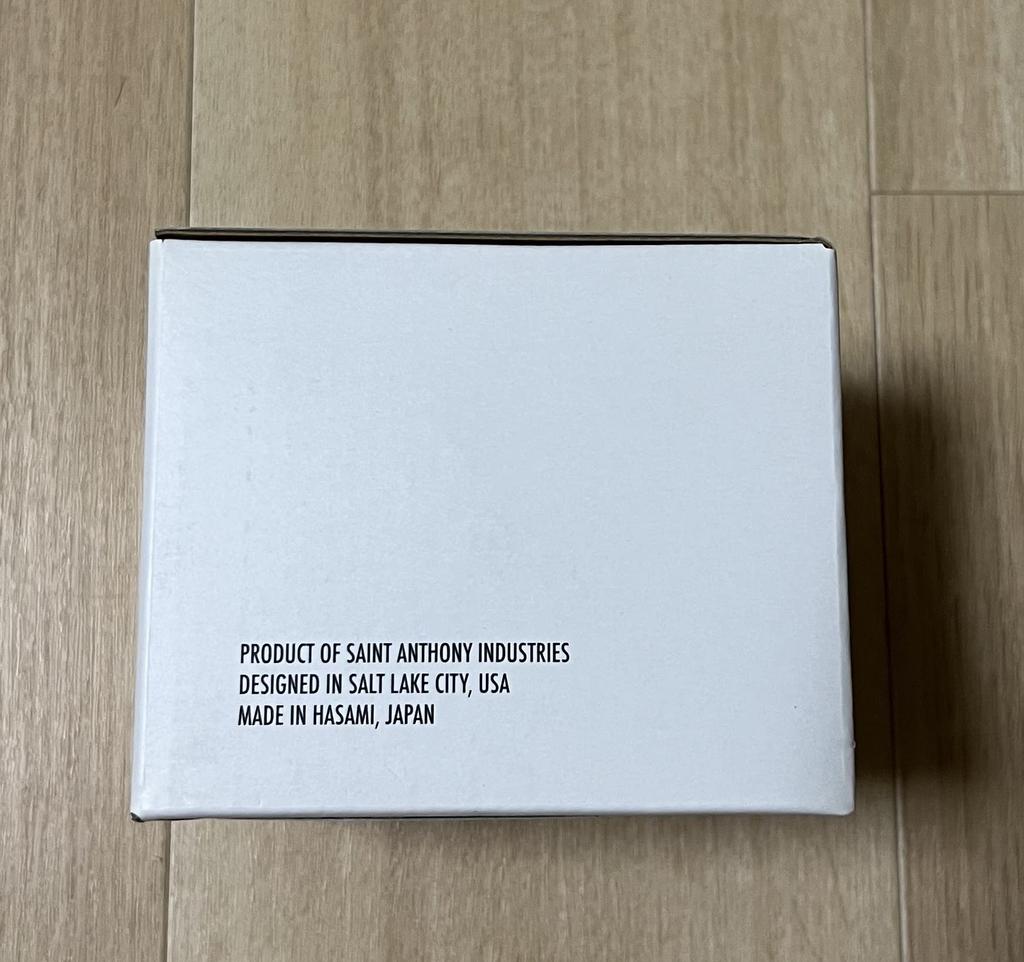 PRODUCT OF SAINT ANTHONY INDUSTRIES
DESIGNED IN SALT LAKE CITY, USA
MADE IN HASAMI, JAPAN